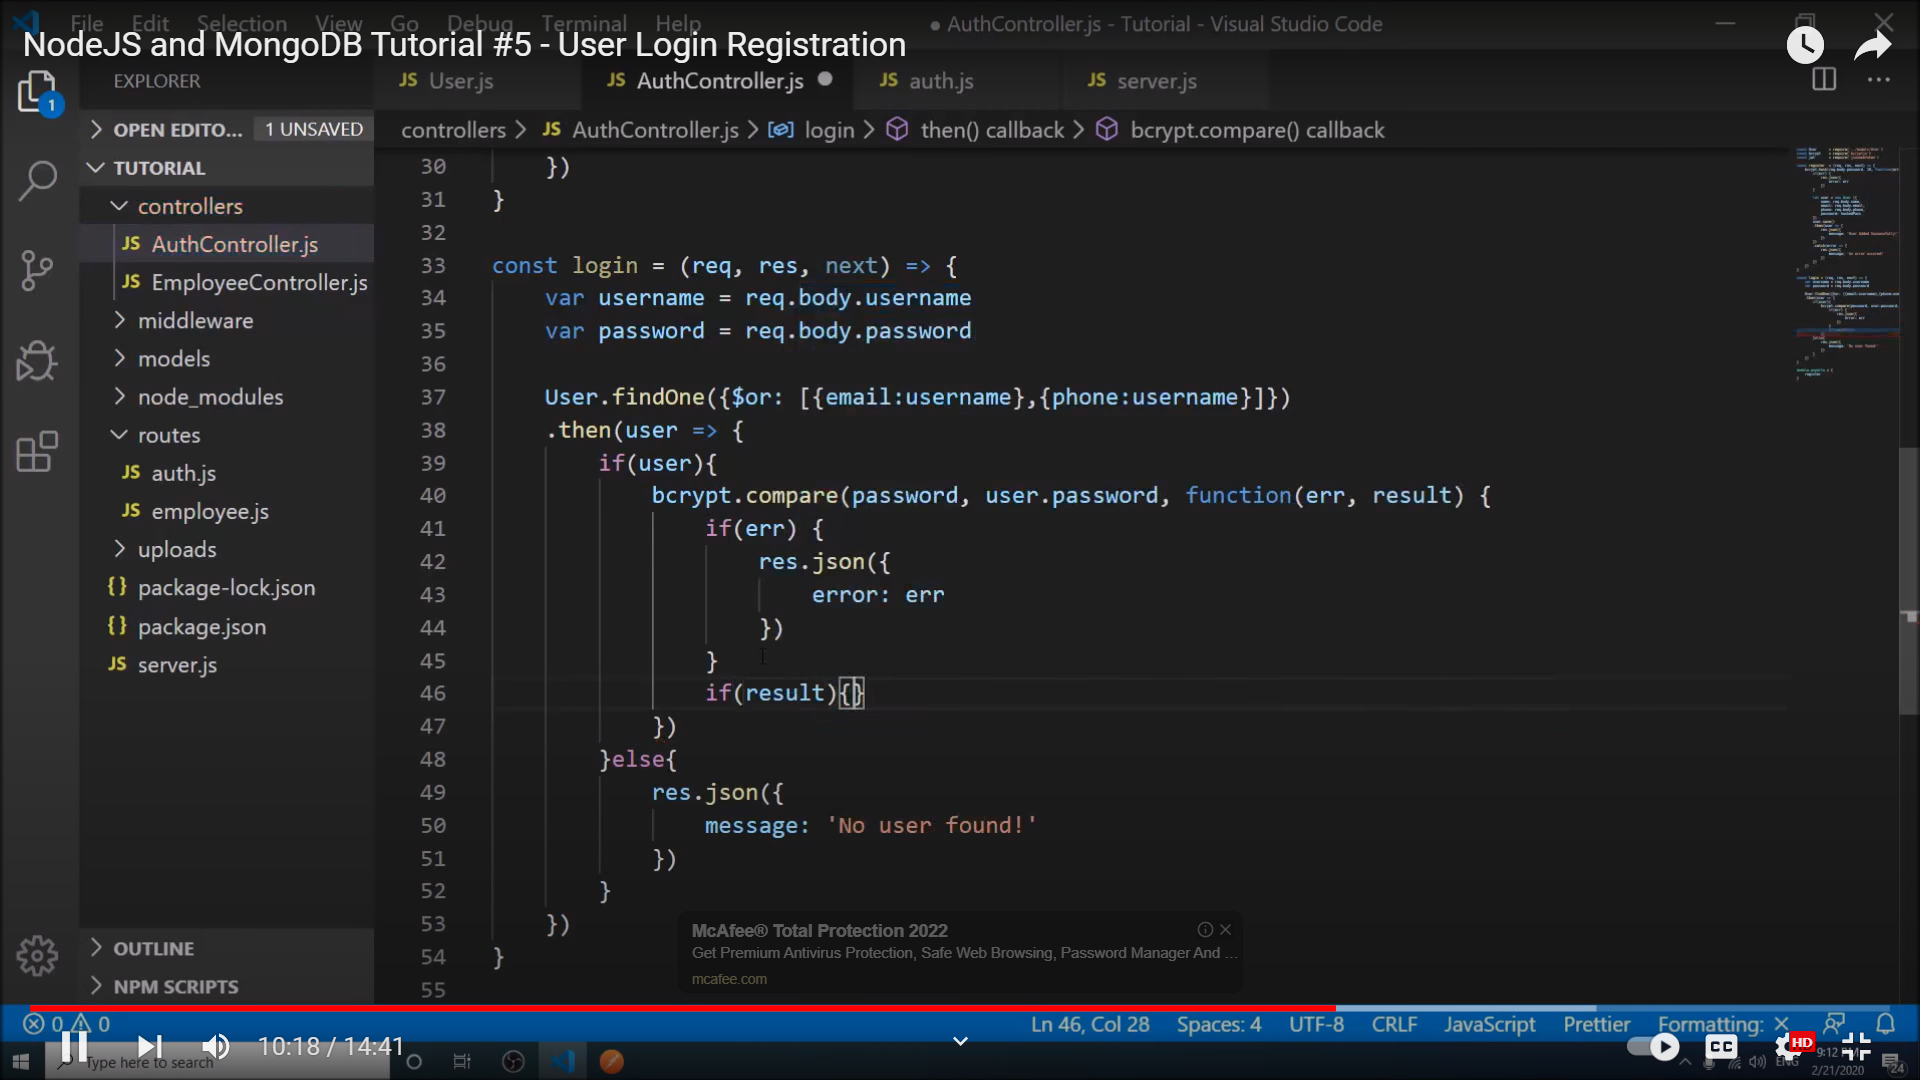 File Edit Selection View Go Debug Terminal Help
● AuthController.js - Tutorial - Visual Studio Code
NodeJS and MongoDB Tutorial #5 - User Login Registration
1
EXPLORER
JS User.js
JS AuthController.js
JS auth.js
JS server.js
OPEN EDITO... 1 UNSAVED
controllers > JS AuthController.js > login > then() callback > bcrypt.compare() callback
TUTORIAL
controllers
JS AuthController.js
JS EmployeeController.js
middleware
models
node_modules
routes
JS auth.js
JS employee.js
uploads
{} package-lock.json
{} package.json
JS server.js
OUTLINE
NPM SCRIPTS
30 })
31 }
32
33 const login = (req, res, next) => {
34 var username = req.body.username
35 var password = req.body.password
36
37 User.findOne({$or: [{email:username},{phone:username}]})
38 .then(user => {
39 if(user){
40 bcrypt.compare(password, user.password, function(err, result) {
41 if(err) {
42 res.json({
43 error: err
44 })
45 }
46 if(result){}
47 })
48 }else{
49 res.json({
50 message: 'No user found!'
51 })
52 }
53 })
54 }
55
McAfee® Total Protection 2022
Get Premium Antivirus Protection, Safe Web Browsing, Password Manager And ...
mcafee.com
0 0
Ln 46, Col 28 Spaces: 4 UTF-8 CRLF JavaScript Prettier Formatting: ×
10:18 / 14:41
CC
HD
Type here to search
ENG
9:12 PM
2/21/2020
24